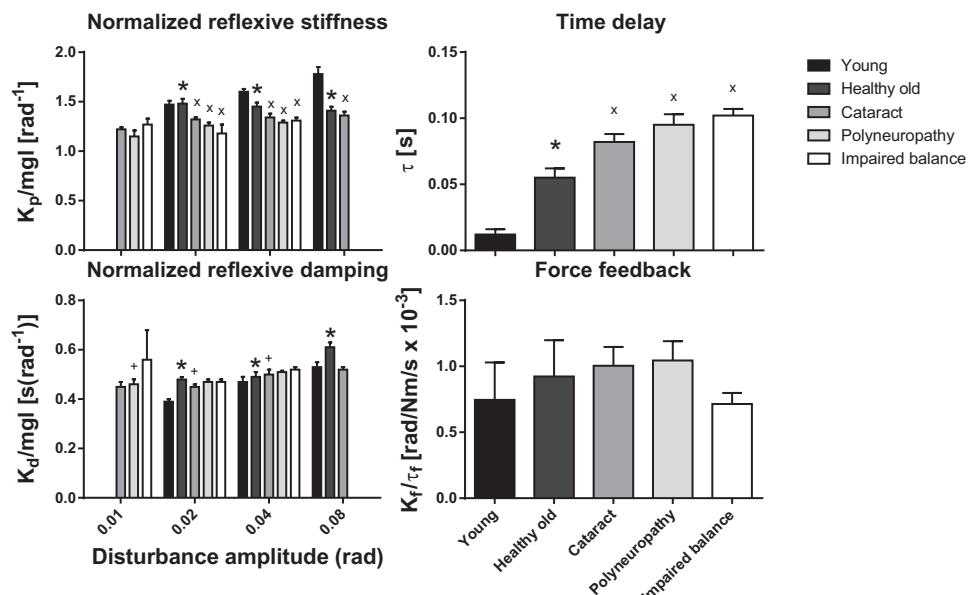 Normalized reflexive stiffness
Time delay
2.0
1.5
1.0
0.5
0.0
K_p/mgl [rad⁻¹]
* x x x
* x x x
* x
0.15
0.10
0.05
0.00
τ [s]
* x x x
Young
Healthy old
Cataract
Polyneuropathy
Impaired balance
Normalized reflexive damping
Force feedback
0.8
0.6
0.4
0.2
0.0
K_d/mgl [s(rad⁻¹)]
+
* +
* +
*
0.01
0.02
0.04
0.08
Disturbance amplitude (rad)
1.5
1.0
0.5
0.0
K_f/τ_f [rad/Nm/s x 10⁻³]
Young
Healthy old
Cataract
Polyneuropathy
Impaired balance